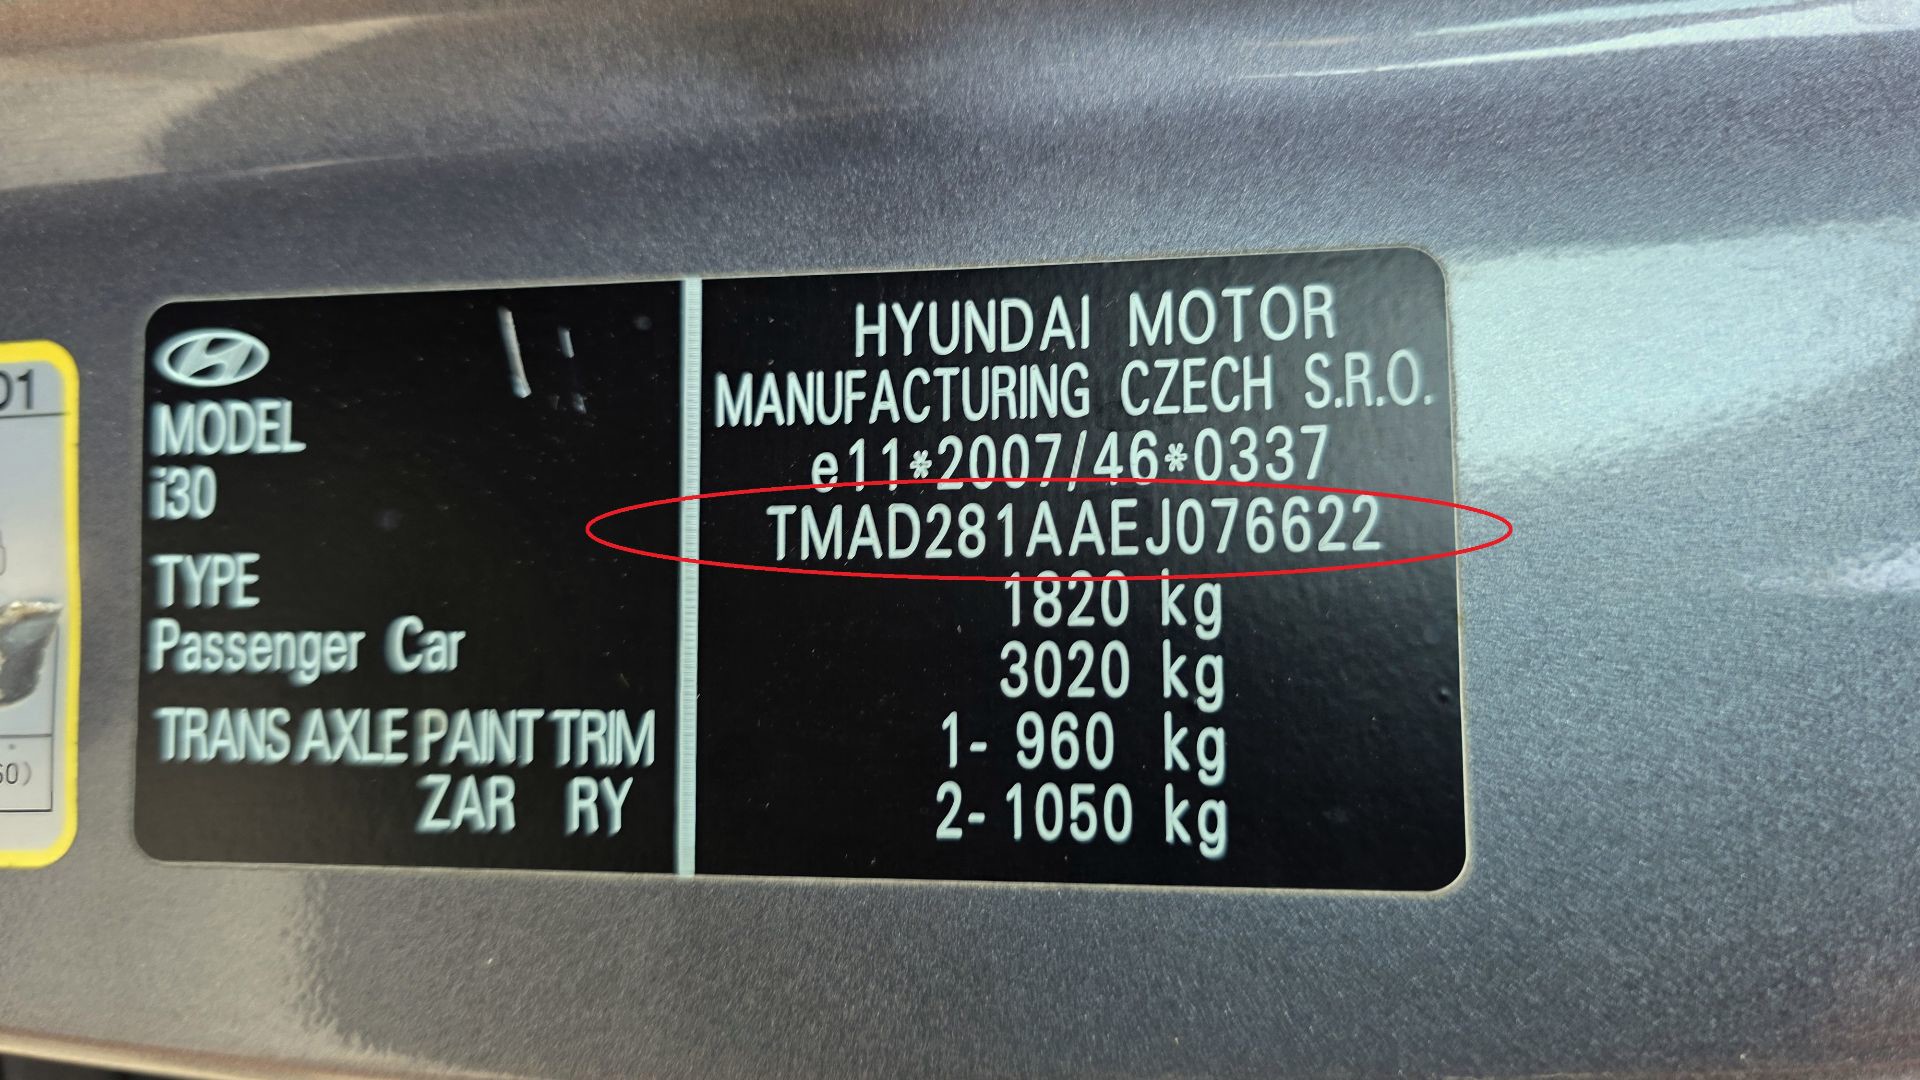 MODEL
i30
TYPE
Passenger Car
TRANS AXLE PAINT TRIM
ZAR RY
HYUNDAI MOTOR
MANUFACTURING CZECH S.R.O.
e11*2007/46*0337
TMAD281AAEJ076622
1820 kg
3020 kg
1- 960 kg
2- 1050 kg